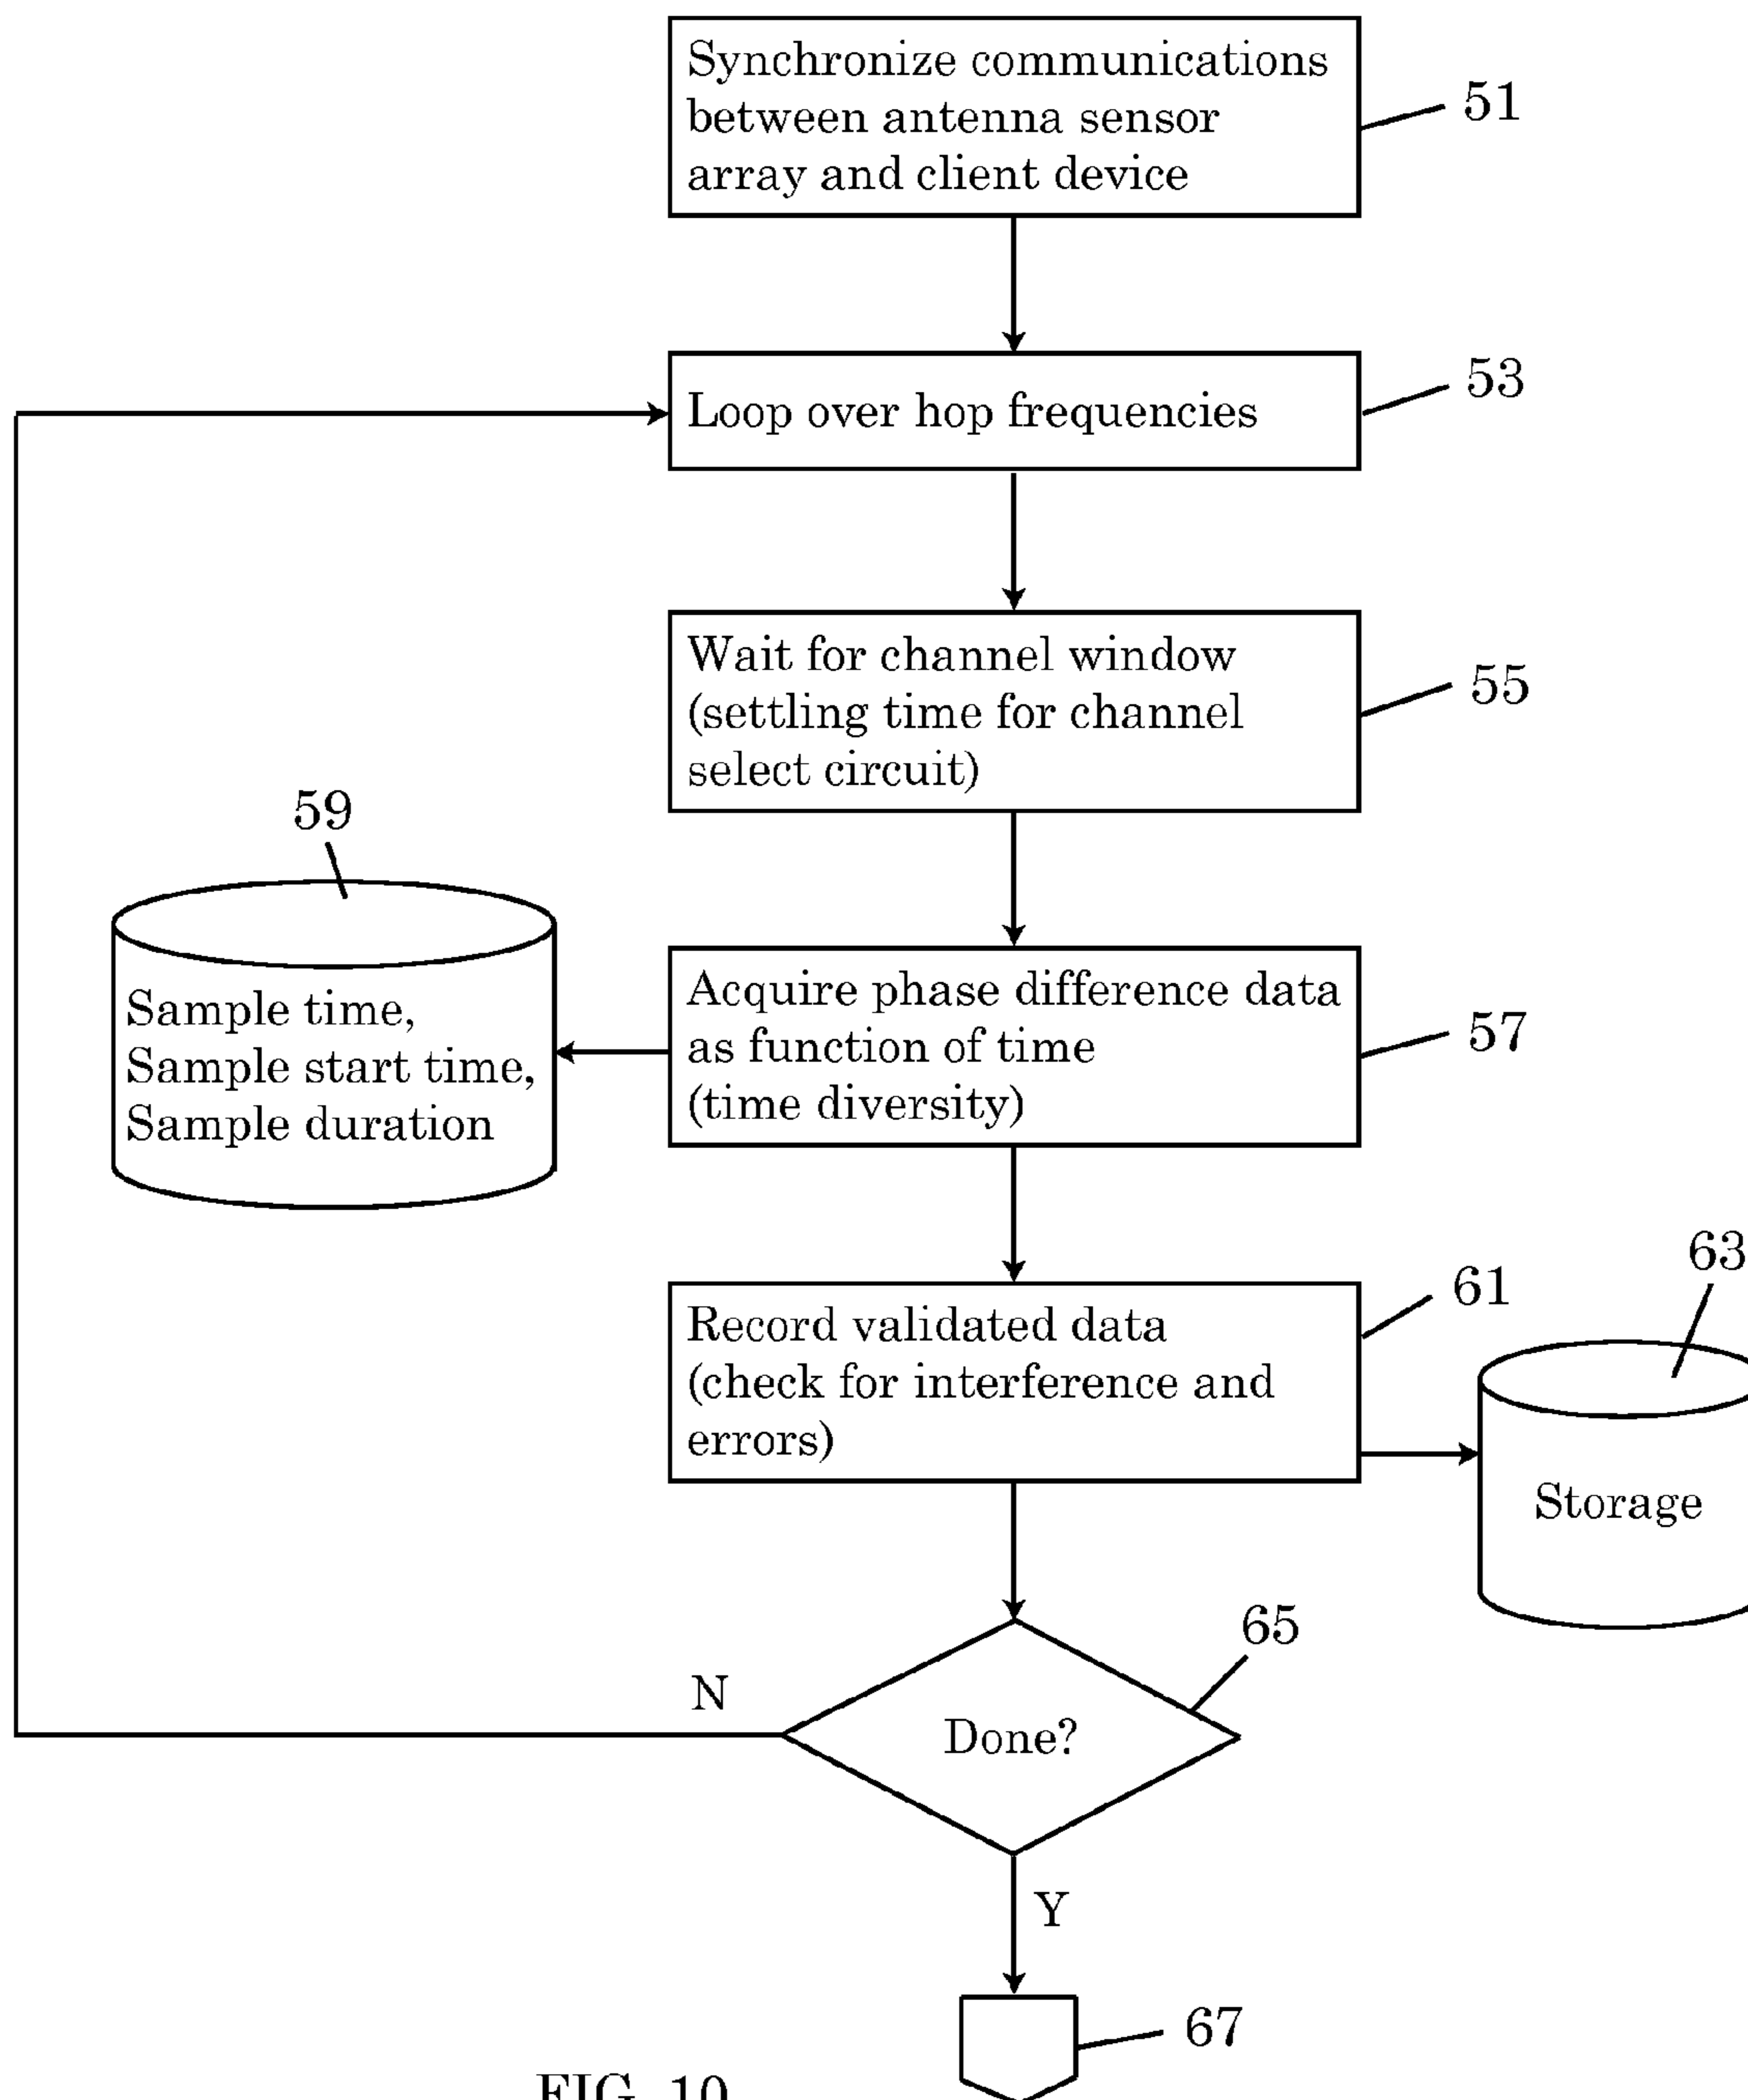 Synchronize communications
between antenna sensor
array and client device
51
Loop over hop frequencies
53
Wait for channel window
(settling time for channel
select circuit)
55
59
Sample time,
Sample start time,
Sample duration
Acquire phase difference data
as function of time
(time diversity)
57
Record validated data
(check for interference and
errors)
61
63
Storage
65
N
Done?
Y
67
FIG. 10